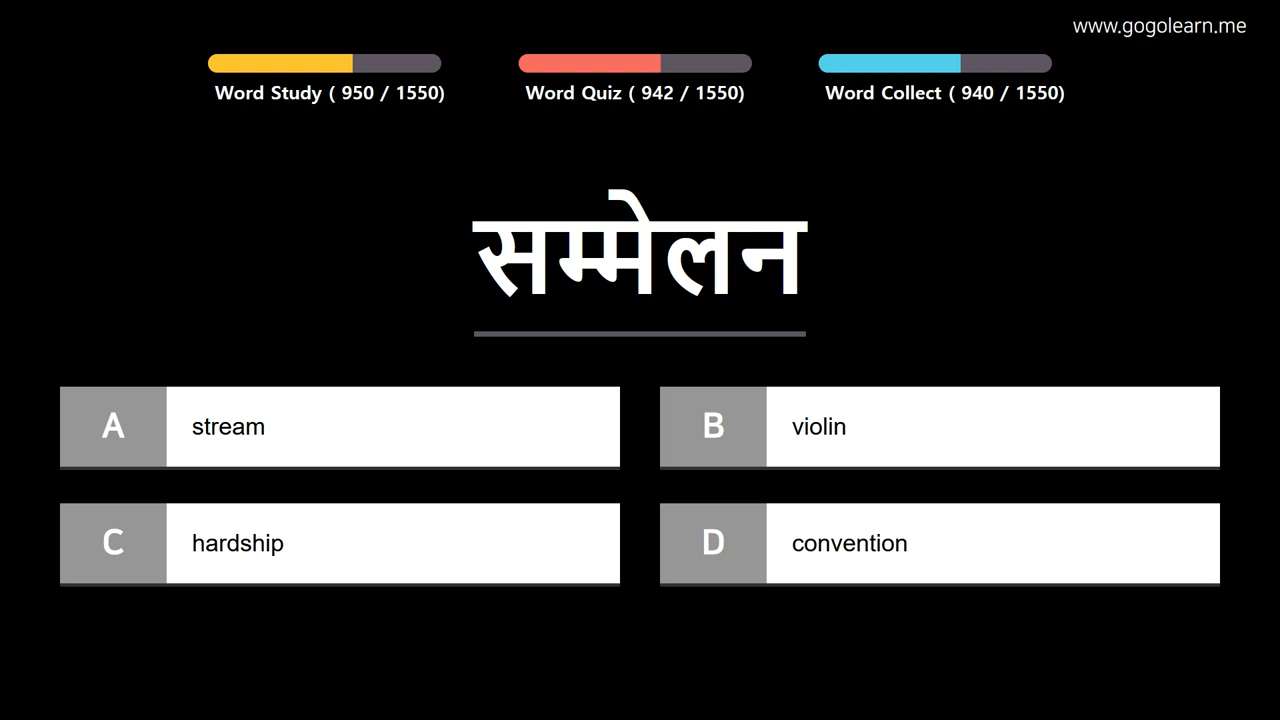 www.gogolearn.me
Word Study ( 950 / 1550)
Word Quiz ( 942 / 1550)
Word Collect ( 940 / 1550)
सम्मेलन
A stream
B violin
C hardship
D convention